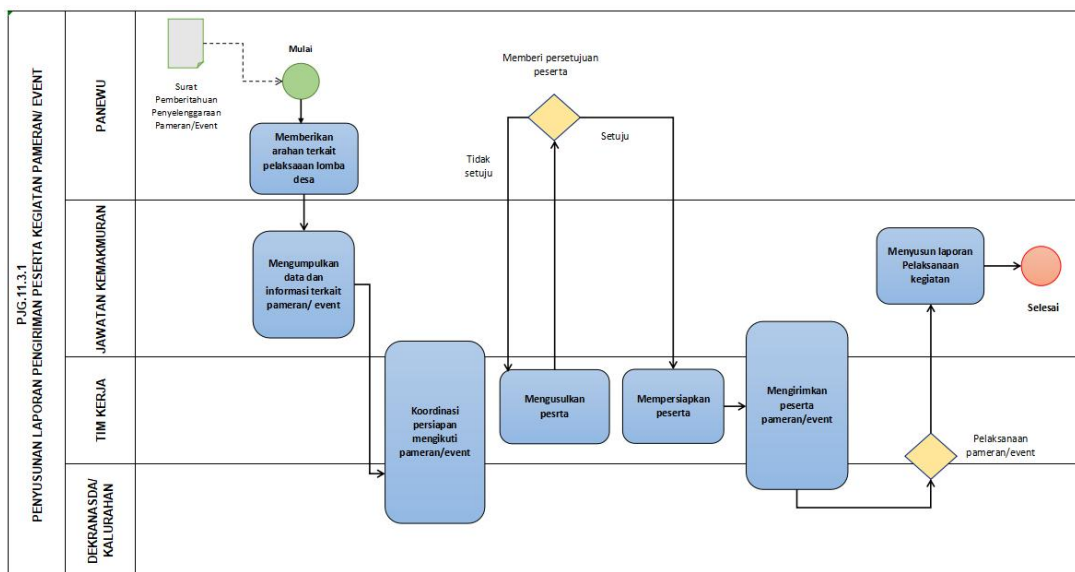 PJG.11.3.1
PENYUSUNAN LAPORAN PENGIRIMAN PESERTA KEGIATAN PAMERAN/ EVENT
PANEWU
Surat
Pemberitahuan
Penyelenggaraan
Pameran/Event
Mulai
Memberikan
arahan terkait
pelaksaaan lomba
desa
Memberi persetujuan
peserta
Tidak
setuju
Setuju
JAWATAN KEMAKMURAN
Mengumpulkan
data dan
informasi terkait
pameran/ event
Menyusun laporan
Pelaksanaan
kegiatan
Selesai
TIM KERJA
Koordinasi
persiapan
mengikuti
pameran/event
Mengusulkan
pesrta
Mempersiapkan
peserta
Mengirimkan
peserta
pameran/event
Pelaksanaan
pameran/event
DEKRANASDA/
KALURAHAN